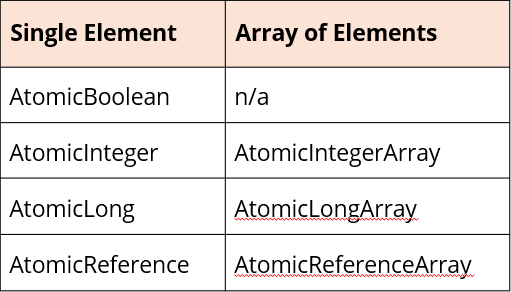 Single Element Array of Elements
AtomicBoolean n/a
AtomicInteger AtomicIntegerArray
AtomicLong AtomicLongArray
AtomicReference AtomicReferenceArray